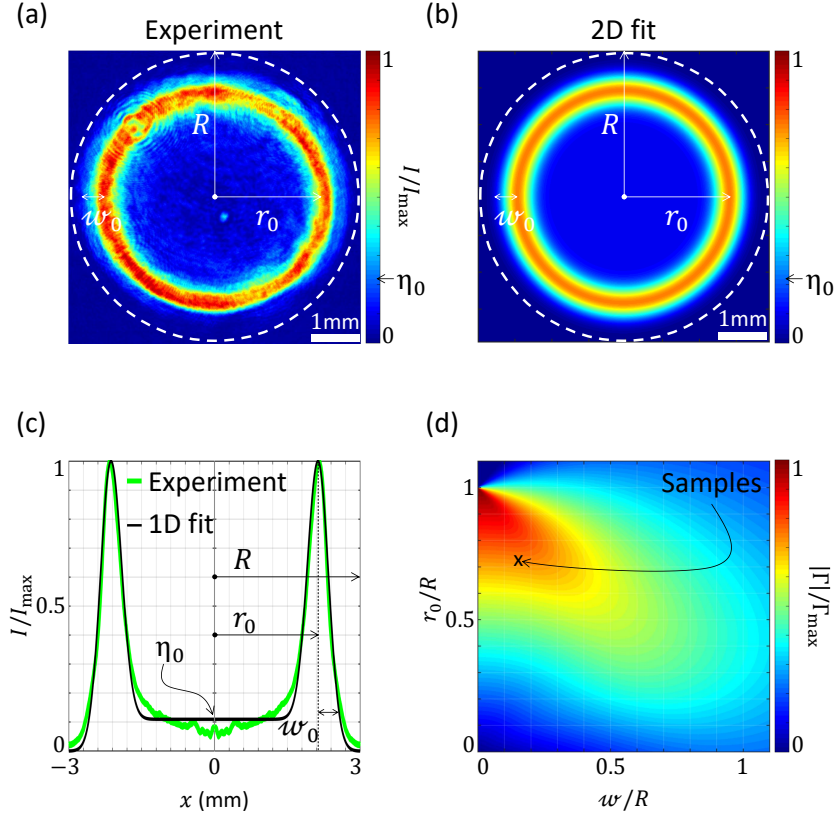 (a)
Experiment
R
r₀
𝓌₀
1mm
1
I/Iₘₐₓ
η₀
0
(b)
2D fit
R
r₀
𝓌₀
1mm
1
I/Iₘₐₓ
η₀
0
(c)
1
0.5
0
I/Iₘₐₓ
Experiment
1D fit
R
r₀
η₀
𝓌₀
−3
0
3
x (mm)
(d)
1
0.5
0
r₀/R
Samples
x
0
0.5
1
𝓌/R
1
|Γ|/Γₘₐₓ
0